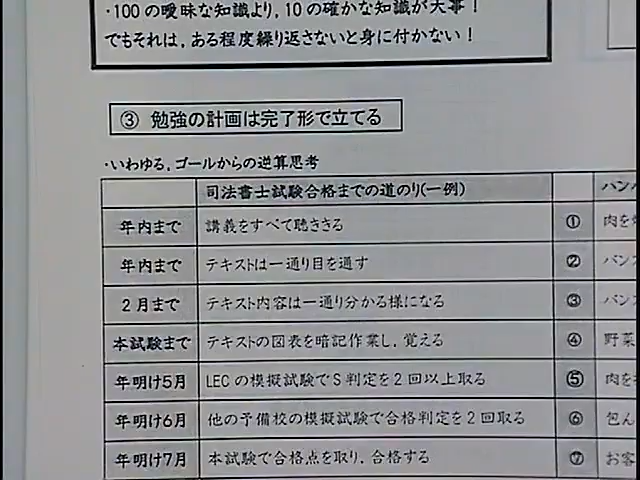 ・100の曖昧な知識より，10の確かな知識が大事！
でもそれは，ある程度繰り返さないと身に付かない！
③ 勉強の計画は完了形で立てる
・いわゆる，ゴールからの逆算思考
司法書士試験合格までの道のり(一例)
年内まで 講義をすべて聴ききる ① 肉を
年内まで テキストは一通り目を通す ②
2月まで テキスト内容は一通り分かる様になる ③
本試験まで テキストの図表を暗記作業し，覚える ④ 野菜
年明け5月 LECの模擬試験でS判定を2回以上取る ⑤ 肉を
年明け6月 他の予備校の模擬試験で合格判定を2回取る ⑥ 包ん
年明け7月 本試験で合格点を取り，合格する ⑦ お客